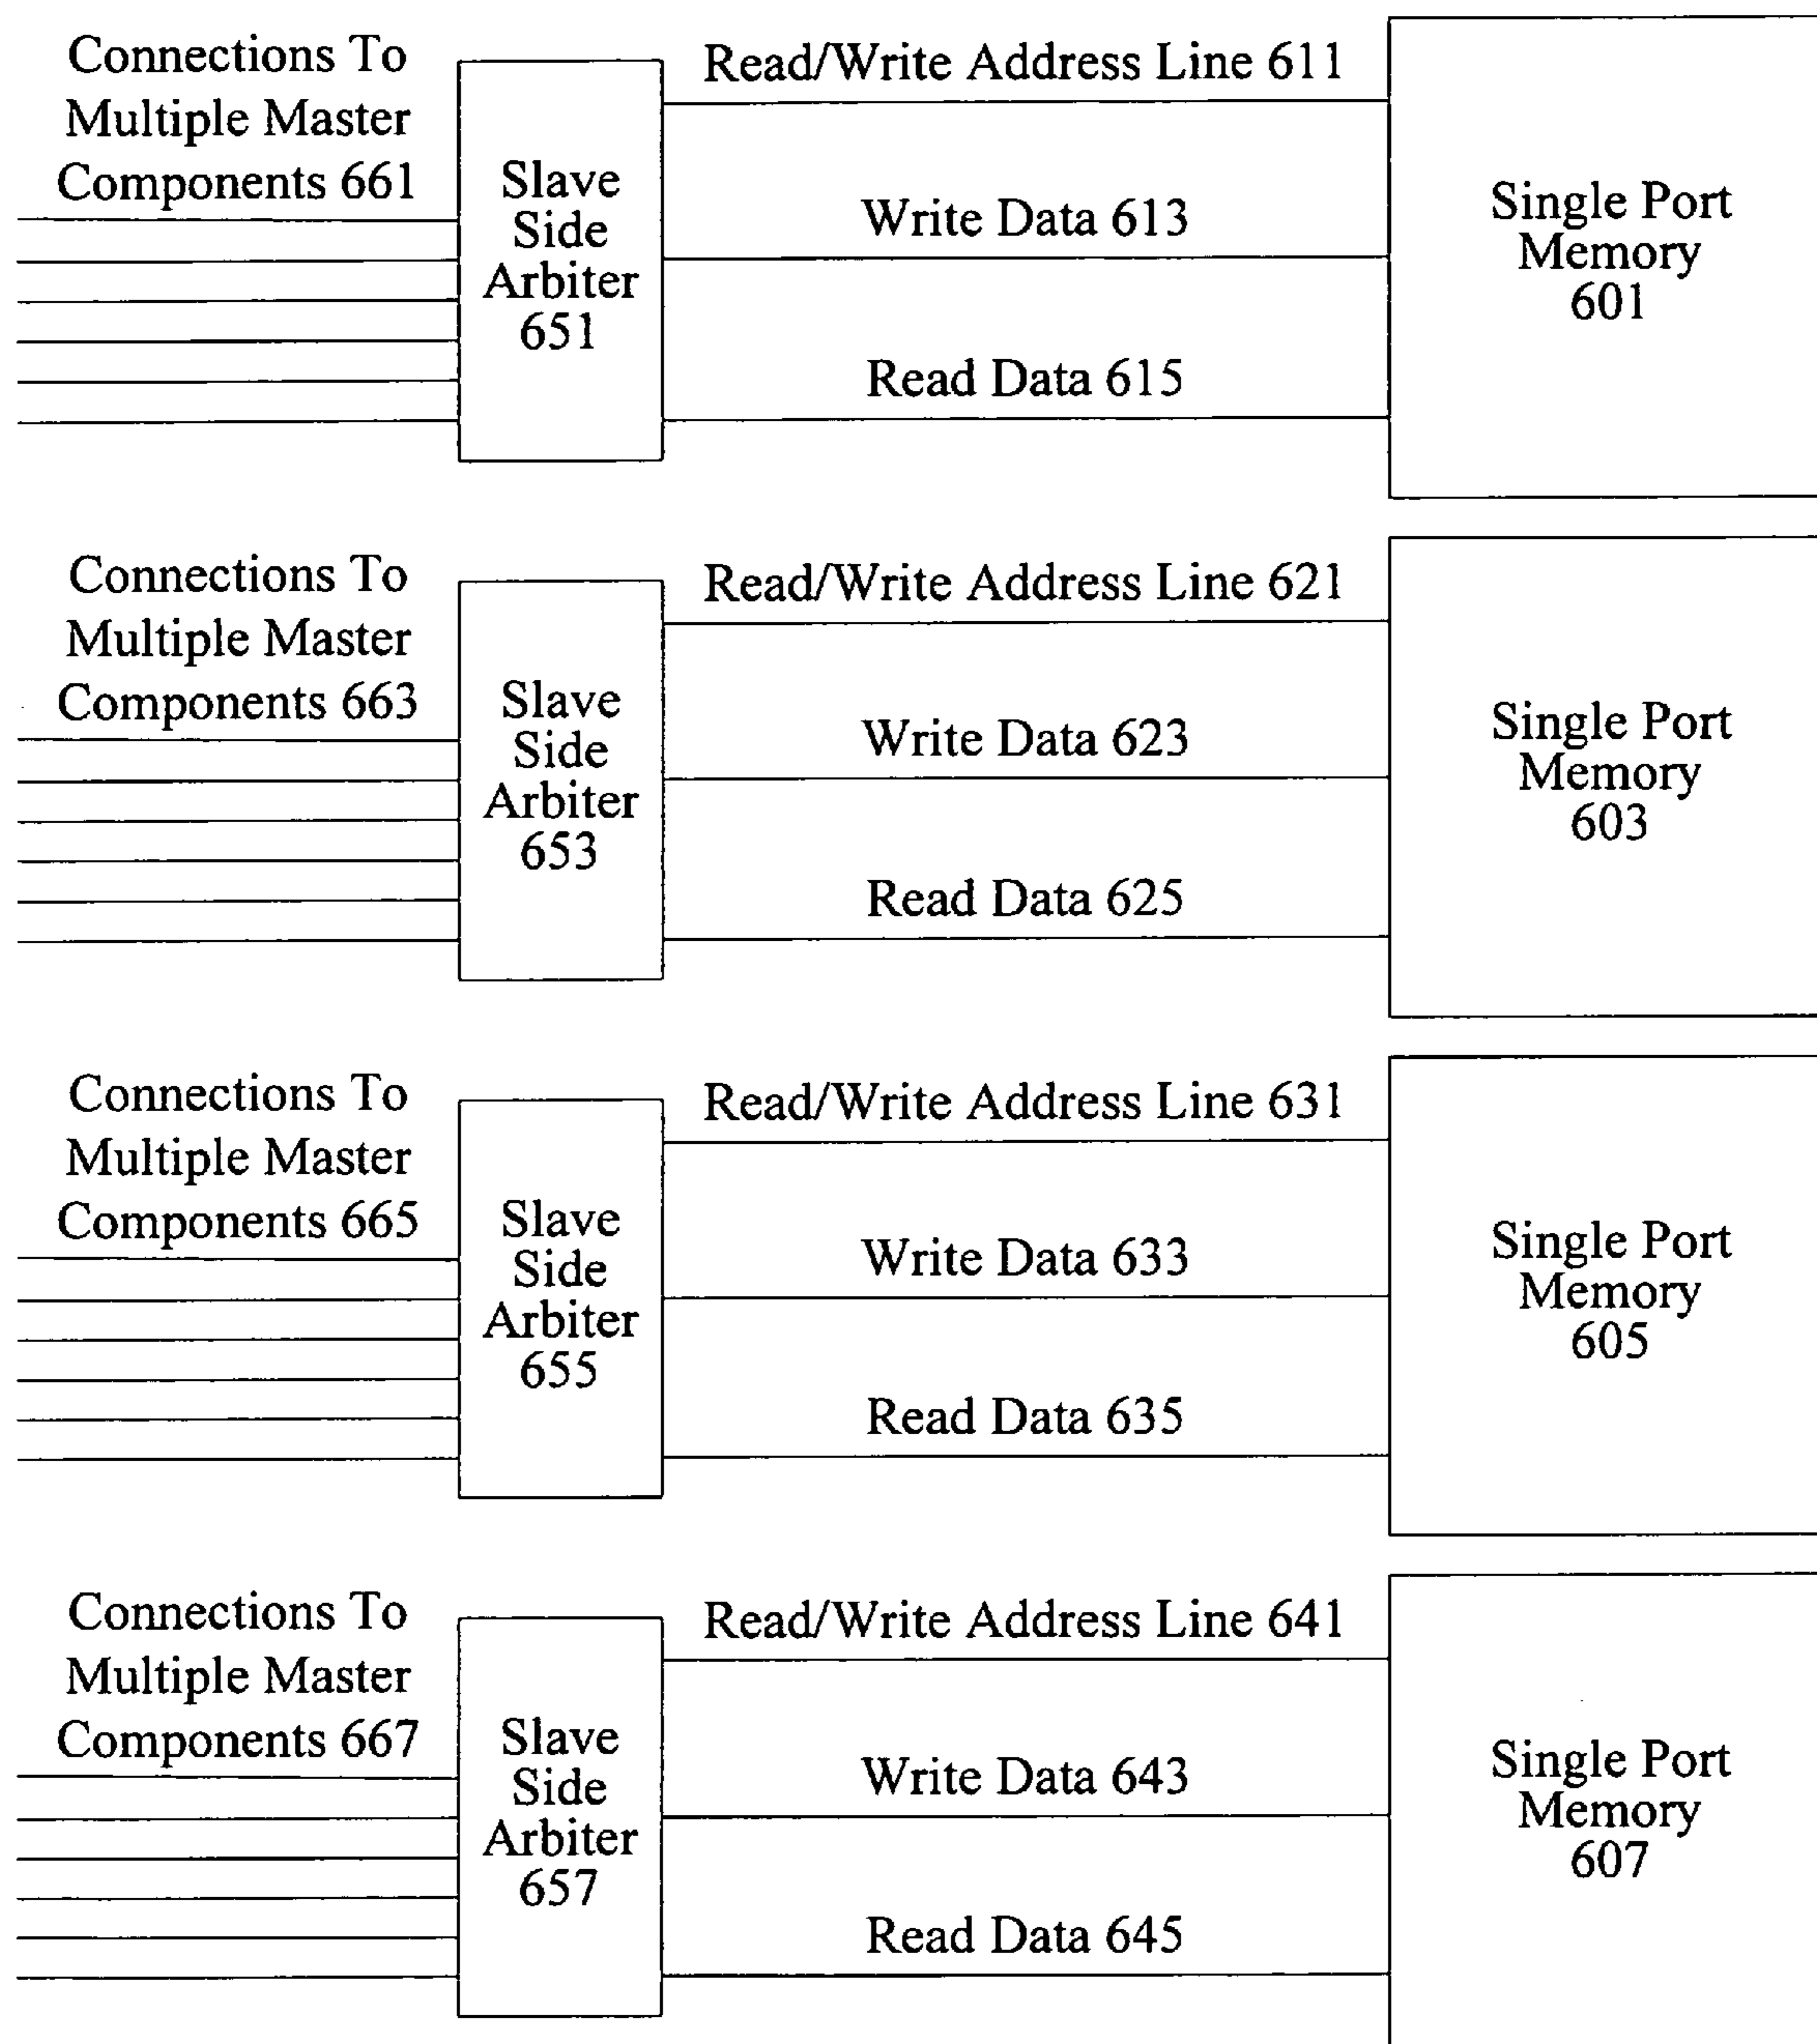 Connections To
Multiple Master
Components 661
Slave
Side
Arbiter
651
Read/Write Address Line 611
Write Data 613
Read Data 615
Single Port
Memory
601
Connections To
Multiple Master
Components 663
Slave
Side
Arbiter
653
Read/Write Address Line 621
Write Data 623
Read Data 625
Single Port
Memory
603
Connections To
Multiple Master
Components 665
Slave
Side
Arbiter
655
Read/Write Address Line 631
Write Data 633
Read Data 635
Single Port
Memory
605
Connections To
Multiple Master
Components 667
Slave
Side
Arbiter
657
Read/Write Address Line 641
Write Data 643
Read Data 645
Single Port
Memory
607